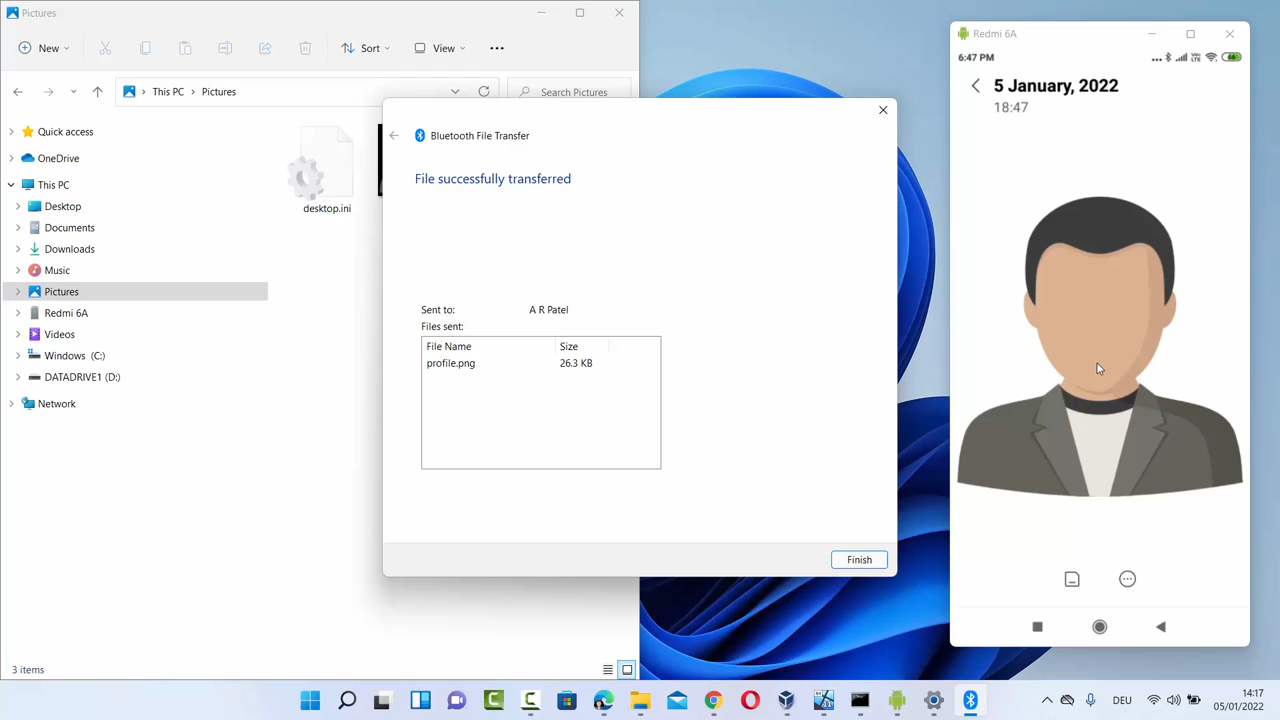 Pictures
New
Sort
View
This PC
Pictures
Search Pictures
Quick access
OneDrive
This PC
Desktop
Documents
Downloads
Music
Pictures
Redmi 6A
Videos
Windows (C:)
DATADRIVE1 (D:)
Network
desktop.ini
3 items
Bluetooth File Transfer
File successfully transferred
Sent to: A R Patel
Files sent:
File Name Size
profile.png 26.3 KB
Finish
Redmi 6A
6:47 PM
5 January, 2022
18:47
DEU
14:17
05/01/2022